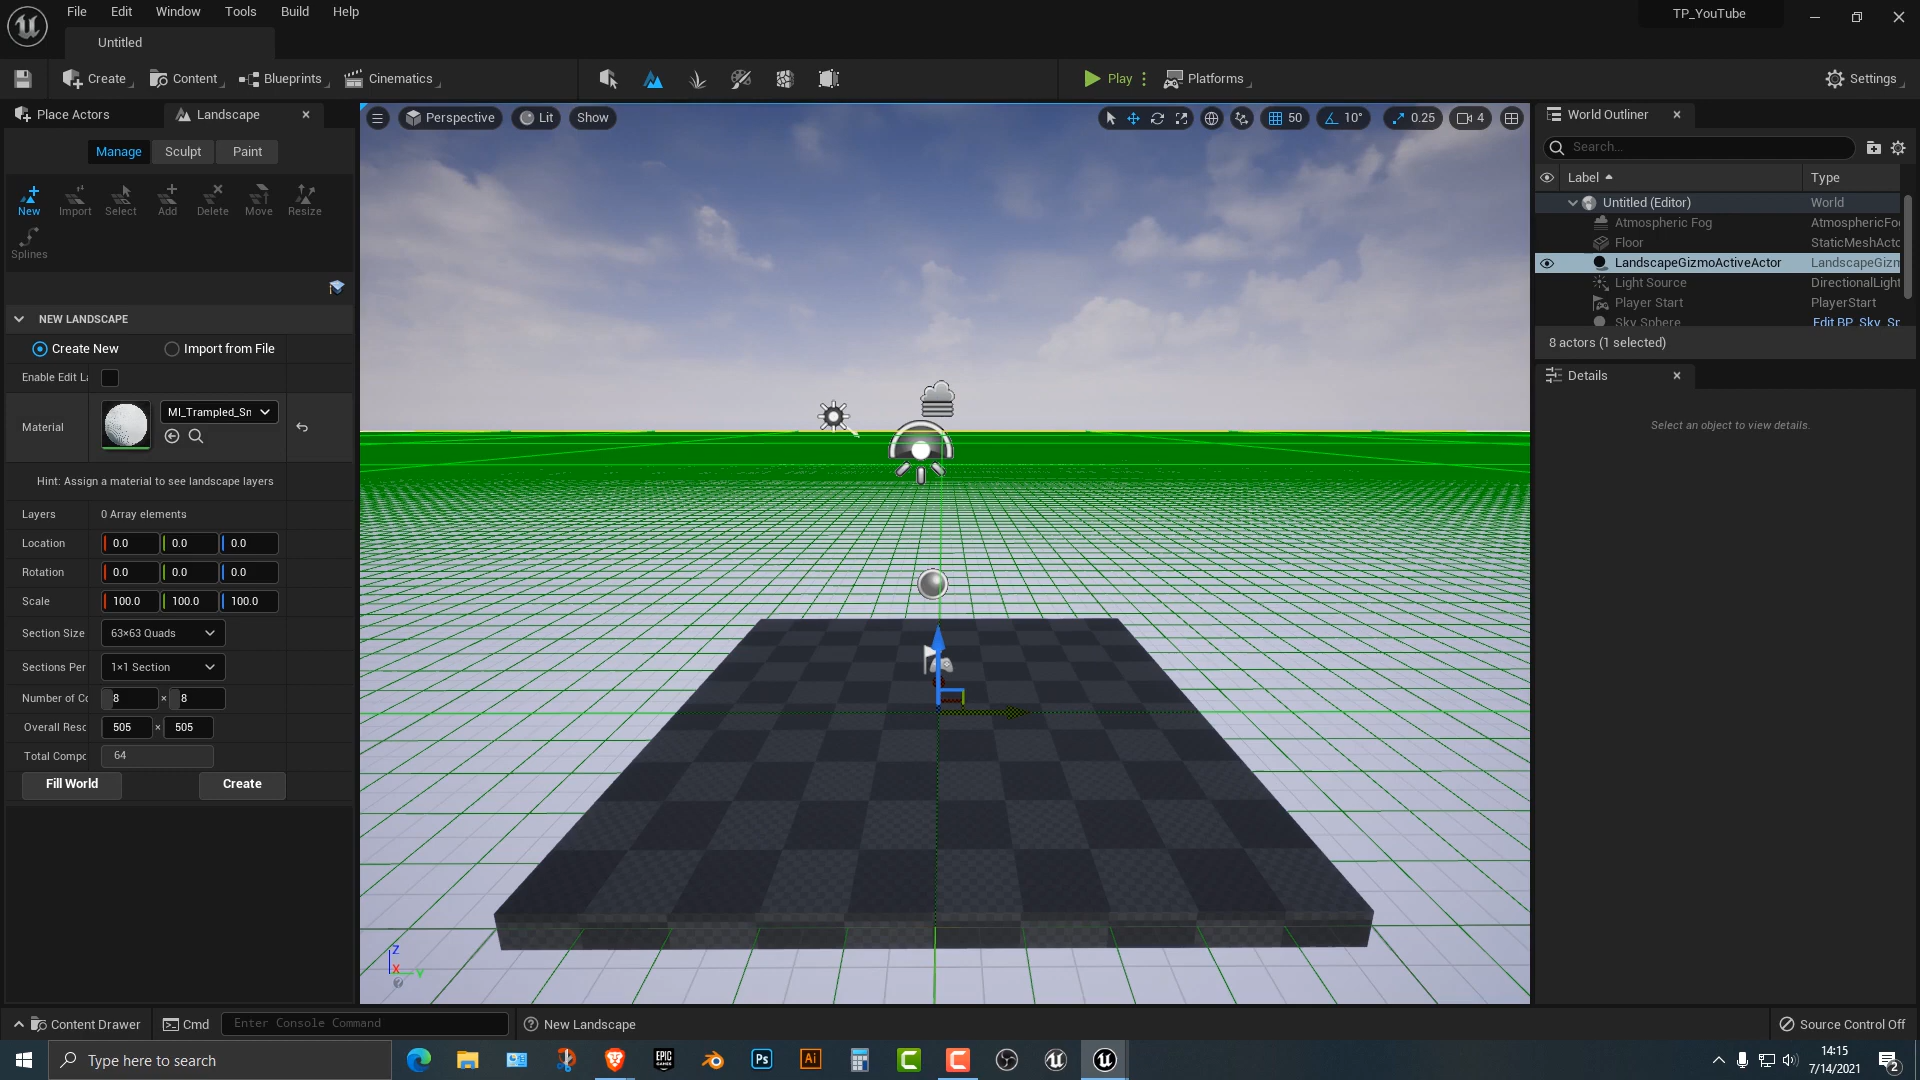 File Edit Window Tools Build Help
TP_YouTube
Untitled
Create Content Blueprints Cinematics
Play Platforms
Settings
Place Actors Landscape
Manage Sculpt Paint
New Import Select Add Delete Move Resize
Splines
NEW LANDSCAPE
Create New Import from File
Enable Edit La
Material MI_Trampled_Sn
Hint: Assign a material to see landscape layers
Layers 0 Array elements
Location 0.0 0.0 0.0
Rotation 0.0 0.0 0.0
Scale 100.0 100.0 100.0
Section Size 63×63 Quads
Sections Per 1×1 Section
Number of Co 8 × 8
Overall Reso 505 × 505
Total Compo 64
Fill World Create
Perspective Lit Show
50 10° 0.25 4
Z
X Y
World Outliner
Search...
Label Type
Untitled (Editor) World
Atmospheric Fog AtmosphericFo
Floor StaticMeshActo
LandscapeGizmoActiveActor LandscapeGizm
Light Source DirectionalLight
Player Start PlayerStart
Sky Sphere Edit BP_Sky_Sp
8 actors (1 selected)
Details
Select an object to view details.
Content Drawer Cmd Enter Console Command New Landscape
Source Control Off
Type here to search
EPIC GAMES
Ps
Ai
14:15
7/14/2021
2